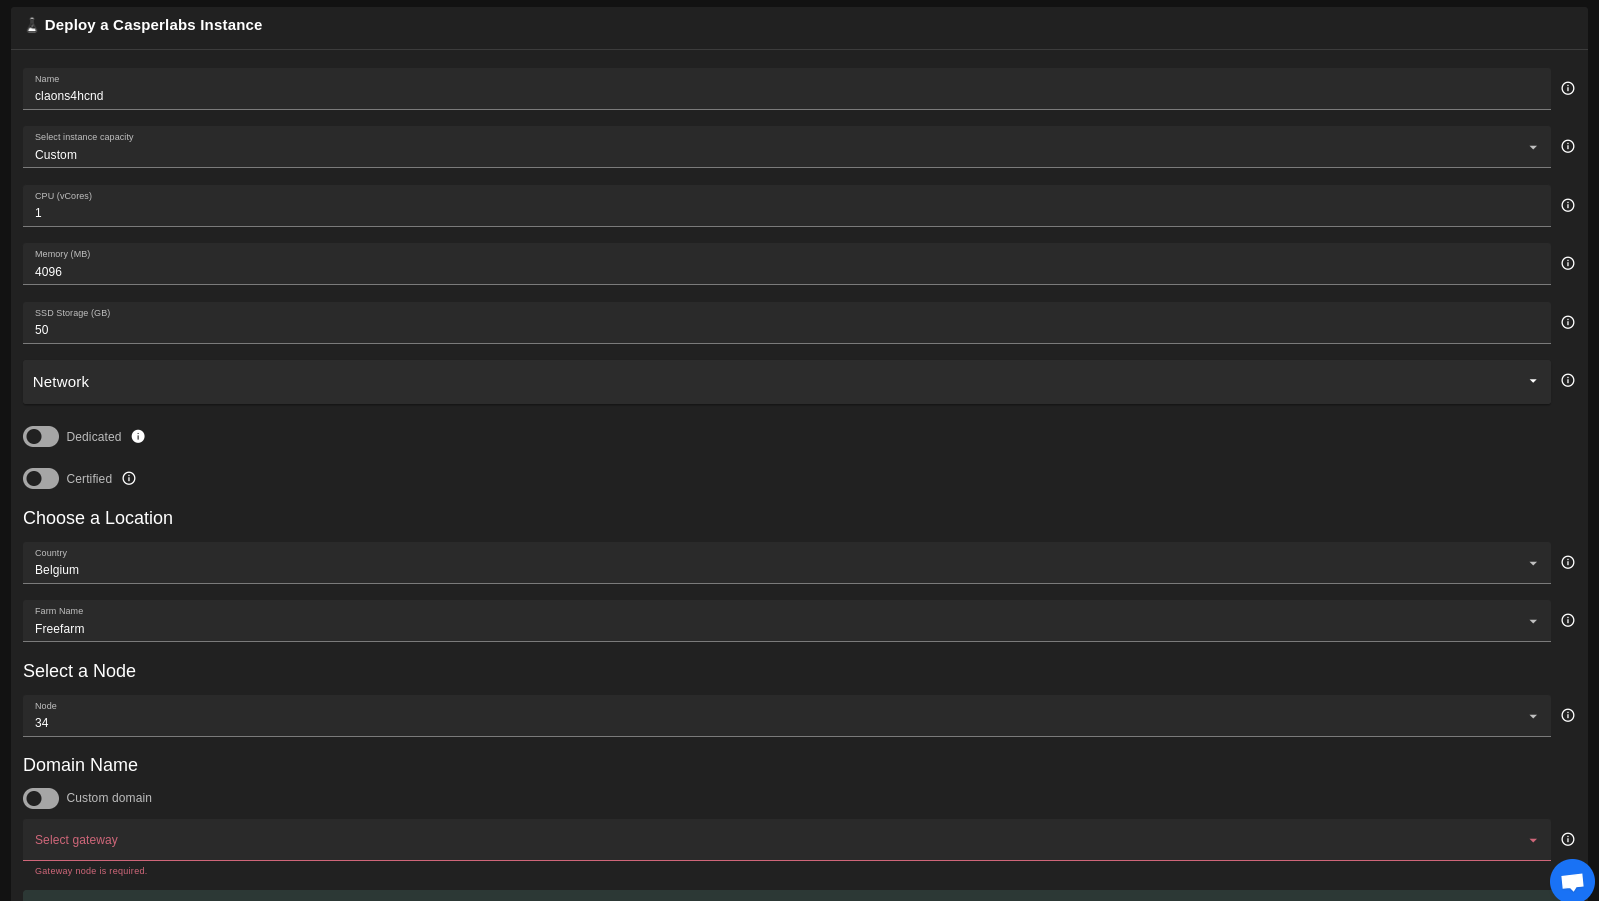 Deploy a Casperlabs Instance
Name
claons4hcnd
Select instance capacity
Custom
CPU (vCores)
1
Memory (MB)
4096
SSD Storage (GB)
50
Network
Dedicated
Certified
Choose a Location
Country
Belgium
Farm Name
Freefarm
Select a Node
Node
34
Domain Name
Custom domain
Select gateway
Gateway node is required.